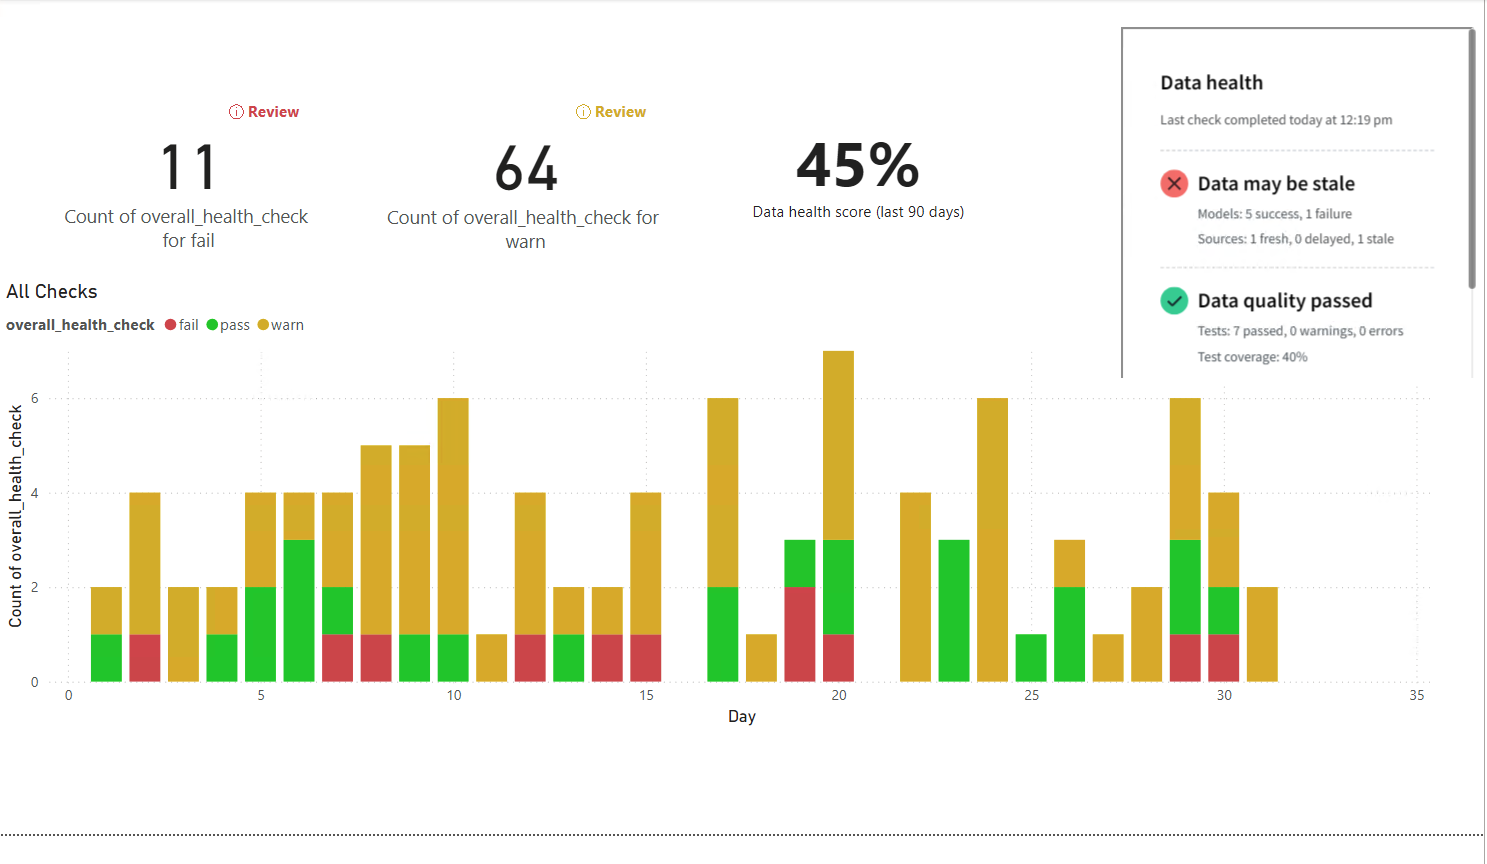 Review
11
Count of overall_health_check
for fail
Review
64
Count of overall_health_check for
warn
45%
Data health score (last 90 days)
Data health
Last check completed today at 12:19 pm
Data may be stale
Models: 5 success, 1 failure
Sources: 1 fresh, 0 delayed, 1 stale
Data quality passed
Tests: 7 passed, 0 warnings, 0 errors
Test coverage: 40%
All Checks
overall_health_check fail pass warn
Count of overall_health_check
6
4
2
0
0 5 10 15 20 25 30 35
Day